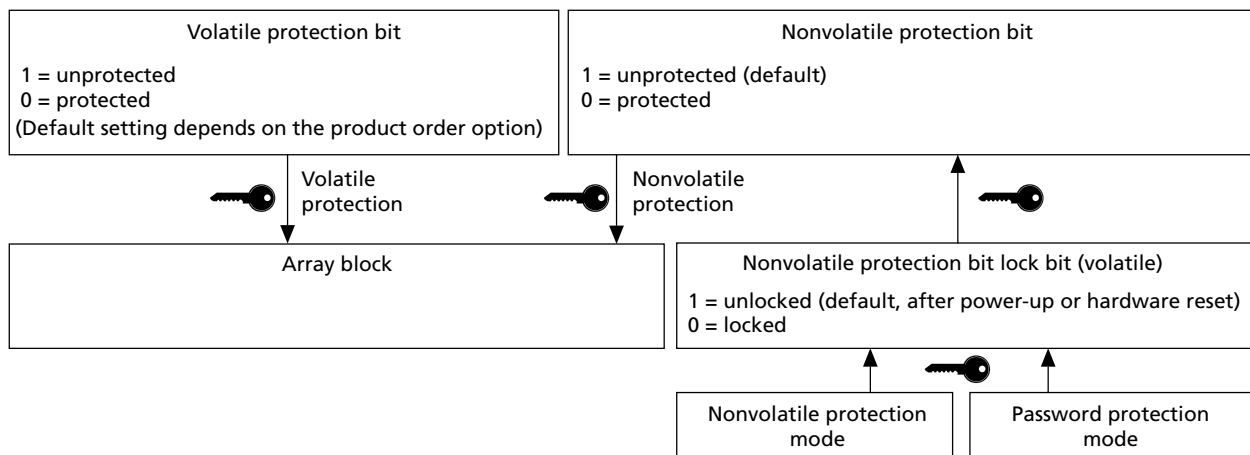 Volatile protection bit
1 = unprotected
0 = protected
(Default setting depends on the product order option)
Nonvolatile protection bit
1 = unprotected (default)
0 = protected
Volatile
protection
Nonvolatile
protection
Array block
Nonvolatile protection bit lock bit (volatile)
1 = unlocked (default, after power-up or hardware reset)
0 = locked
Nonvolatile protection
mode
Password protection
mode